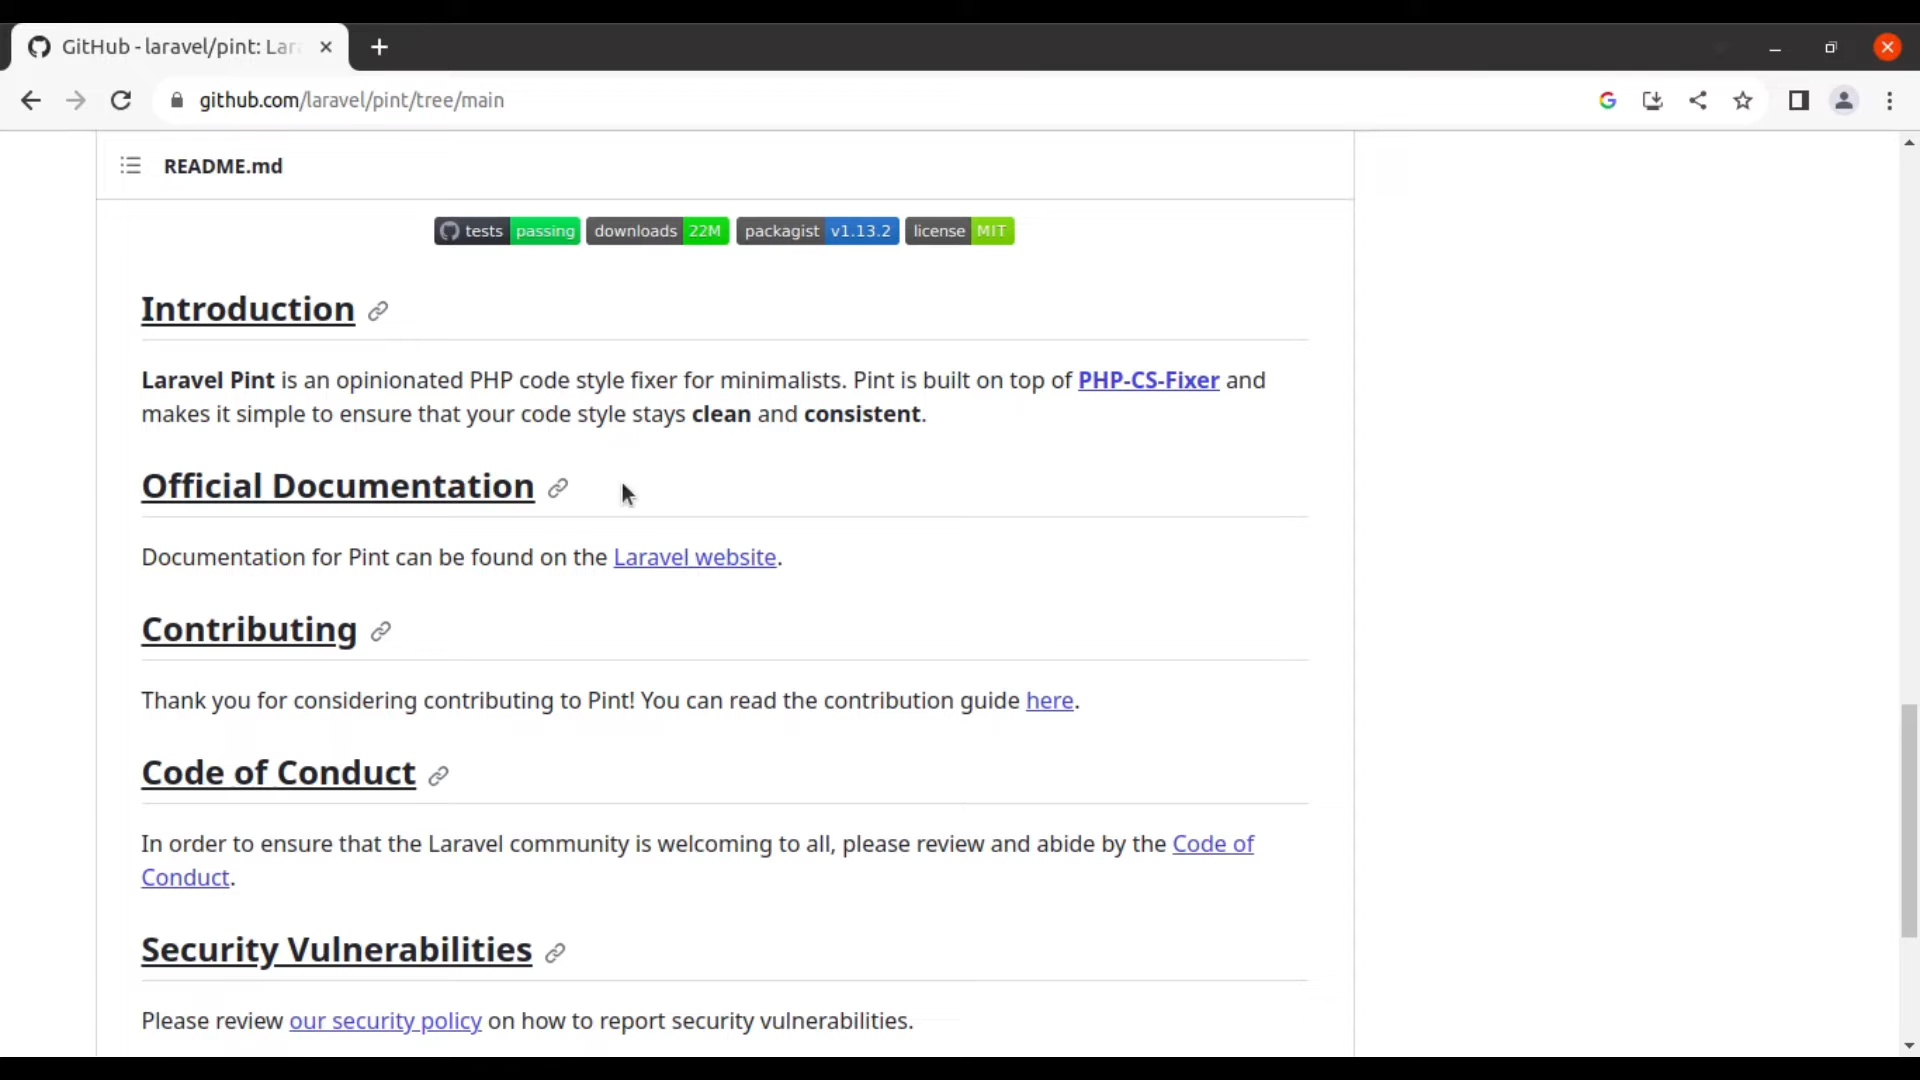 GitHub - laravel/pint: Lar
github.com/laravel/pint/tree/main
README.md
tests passing downloads 22M packagist v1.13.2 license MIT
Introduction
Laravel Pint is an opinionated PHP code style fixer for minimalists. Pint is built on top of PHP-CS-Fixer and
makes it simple to ensure that your code style stays clean and consistent.
Official Documentation
Documentation for Pint can be found on the Laravel website.
Contributing
Thank you for considering contributing to Pint! You can read the contribution guide here.
Code of Conduct
In order to ensure that the Laravel community is welcoming to all, please review and abide by the Code of
Conduct.
Security Vulnerabilities
Please review our security policy on how to report security vulnerabilities.